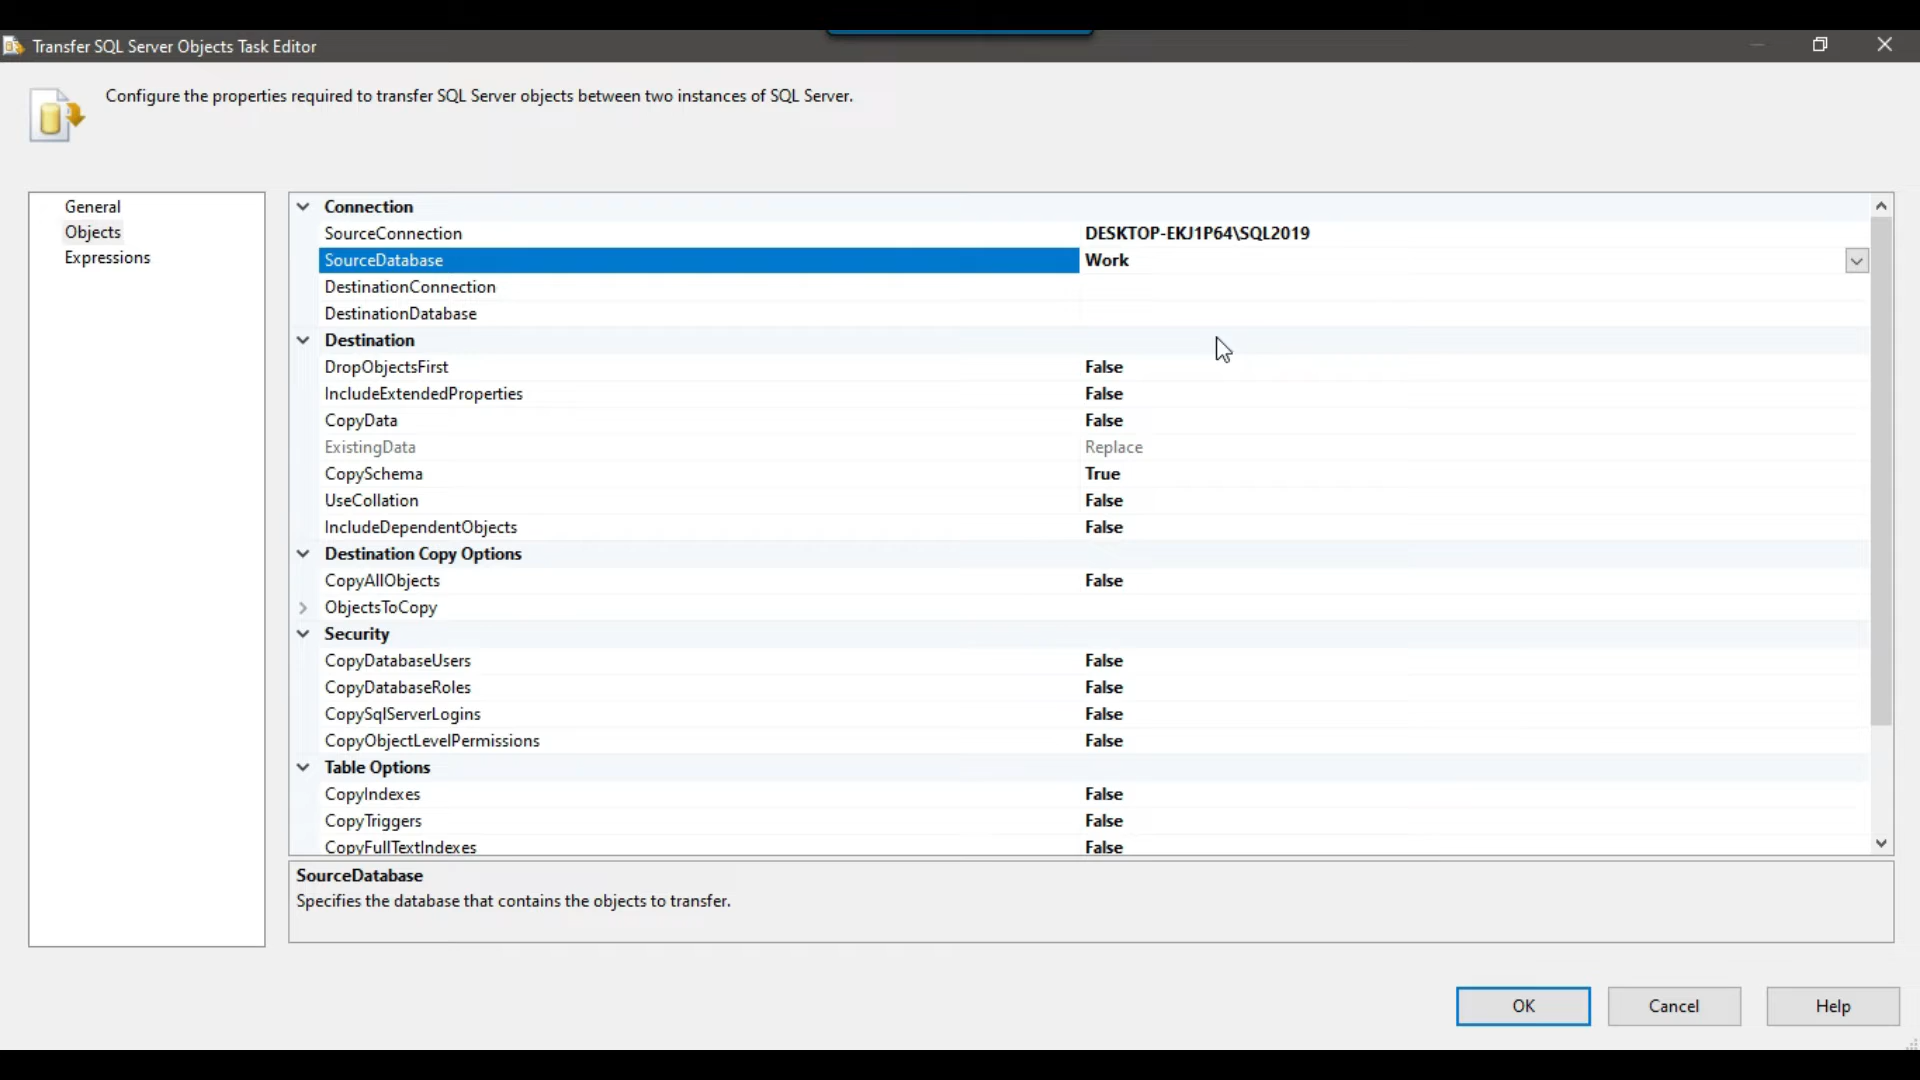 Transfer SQL Server Objects Task Editor
Configure the properties required to transfer SQL Server objects between two instances of SQL Server.
General
Objects
Expressions
Connection
SourceConnection DESKTOP-EKJ1P64\SQL2019
SourceDatabase Work
DestinationConnection
DestinationDatabase
Destination
DropObjectsFirst False
IncludeExtendedProperties False
CopyData False
ExistingData Replace
CopySchema True
UseCollation False
IncludeDependentObjects False
Destination Copy Options
CopyAllObjects False
ObjectsToCopy
Security
CopyDatabaseUsers False
CopyDatabaseRoles False
CopySqlServerLogins False
CopyObjectLevelPermissions False
Table Options
CopyIndexes False
CopyTriggers False
CopyFullTextIndexes False
SourceDatabase
Specifies the database that contains the objects to transfer.
OK Cancel Help